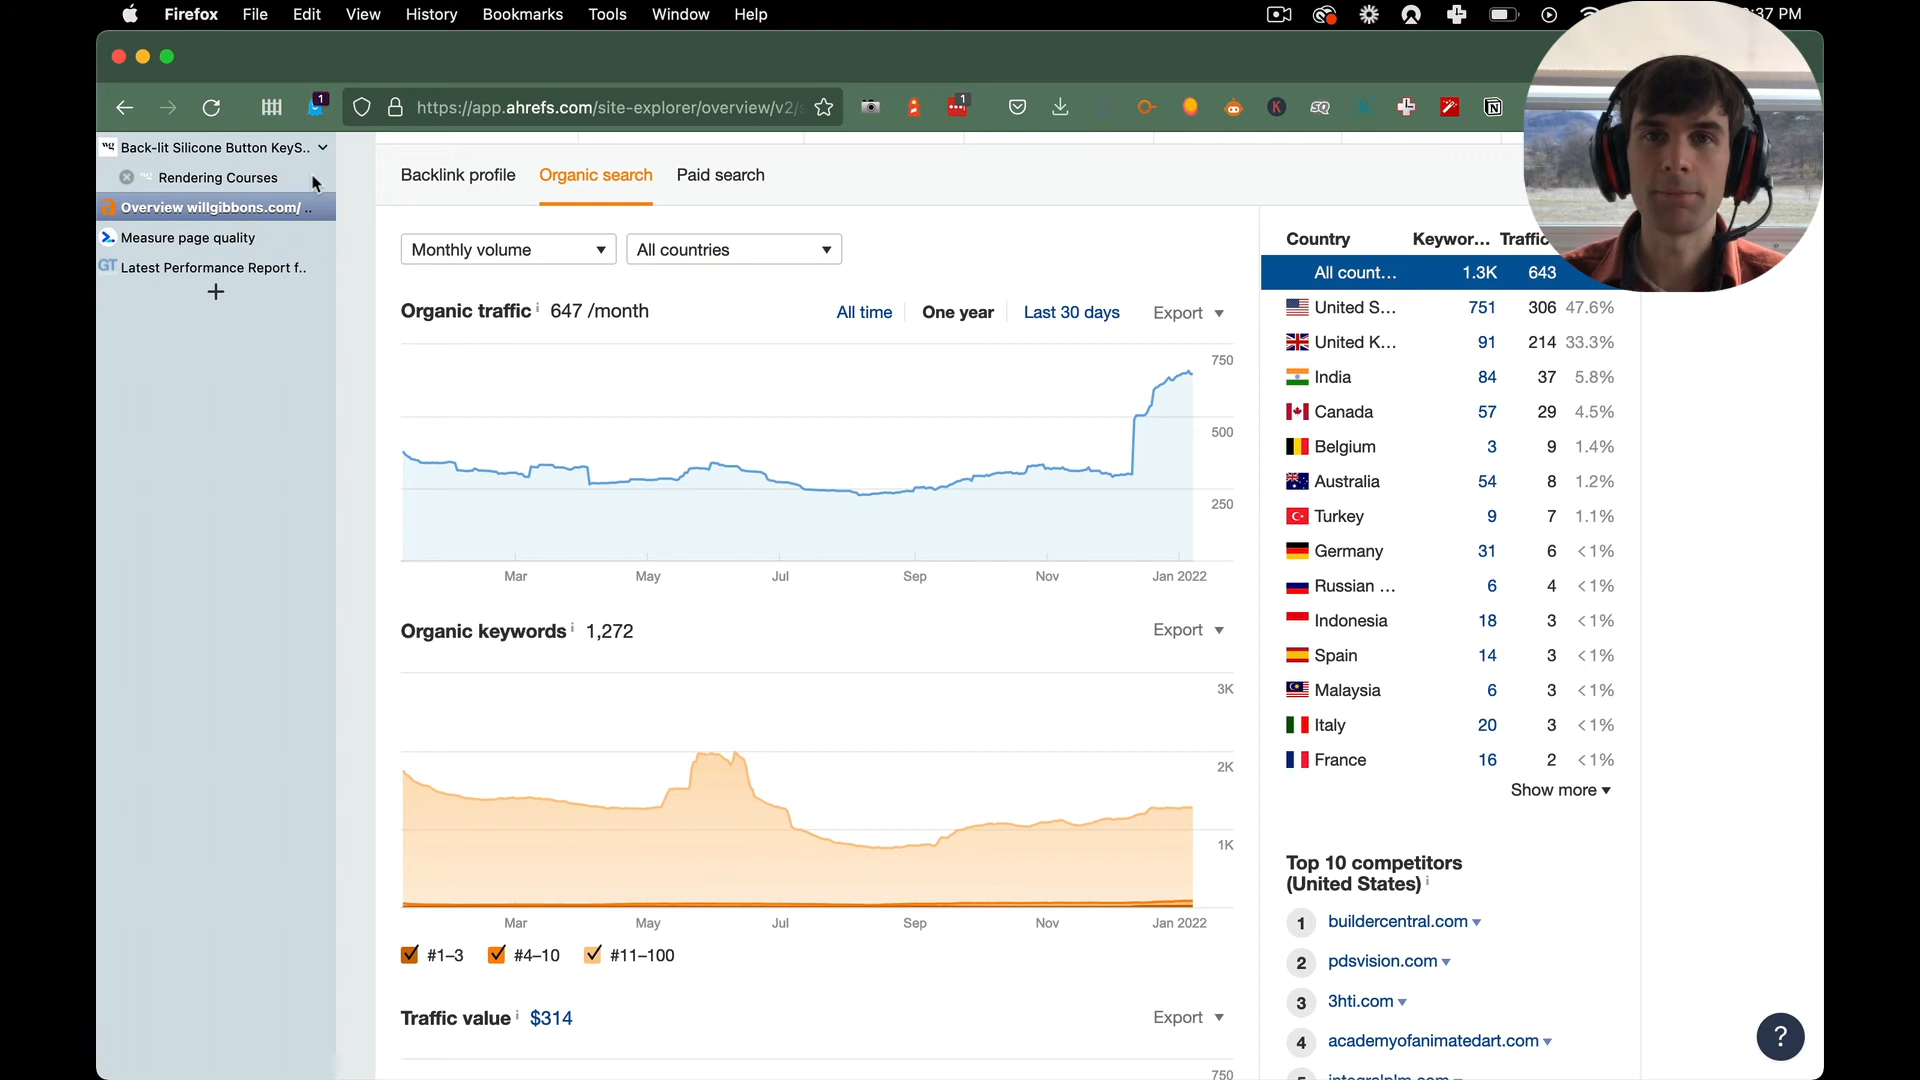 Firefox File Edit View History Bookmarks Tools Window Help
:37 PM
1
https://app.ahrefs.com/site-explorer/overview/v2/
1
Back-lit Silicone Button KeyS..
Rendering Courses
Overview willgibbons.com/ ..
Measure page quality
GT Latest Performance Report f..
+
Backlink profile Organic search Paid search
Monthly volume All countries
Organic traffic i 647 /month
All time One year Last 30 days Export
750
500
250
Mar May Jul Sep Nov Jan 2022
Organic keywords i 1,272
Export
3K
2K
1K
Mar May Jul Sep Nov Jan 2022
#1–3 #4–10 #11–100
Traffic value i $314
Export
750
Country Keywor... Traffic
All count... 1.3K 643
United S... 751 306 47.6%
United K... 91 214 33.3%
India 84 37 5.8%
Canada 57 29 4.5%
Belgium 3 9 1.4%
Australia 54 8 1.2%
Turkey 9 7 1.1%
Germany 31 6 <1%
Russian ... 6 4 <1%
Indonesia 18 3 <1%
Spain 14 3 <1%
Malaysia 6 3 <1%
Italy 20 3 <1%
France 16 2 <1%
Show more
Top 10 competitors
(United States) i
1 buildercentral.com
2 pdsvision.com
3 3hti.com
4 academyofanimatedart.com
integralplm.com
?